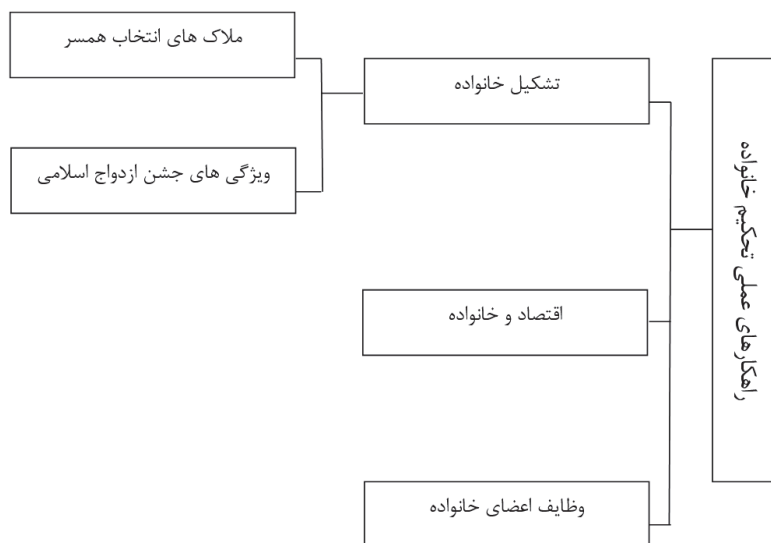 راهکارهای عملی تحکیم خانواده
تشکیل خانواده
ملاک های انتخاب همسر
ویژگی های جشن ازدواج اسلامی
اقتصاد و خانواده
وظایف اعضای خانواده